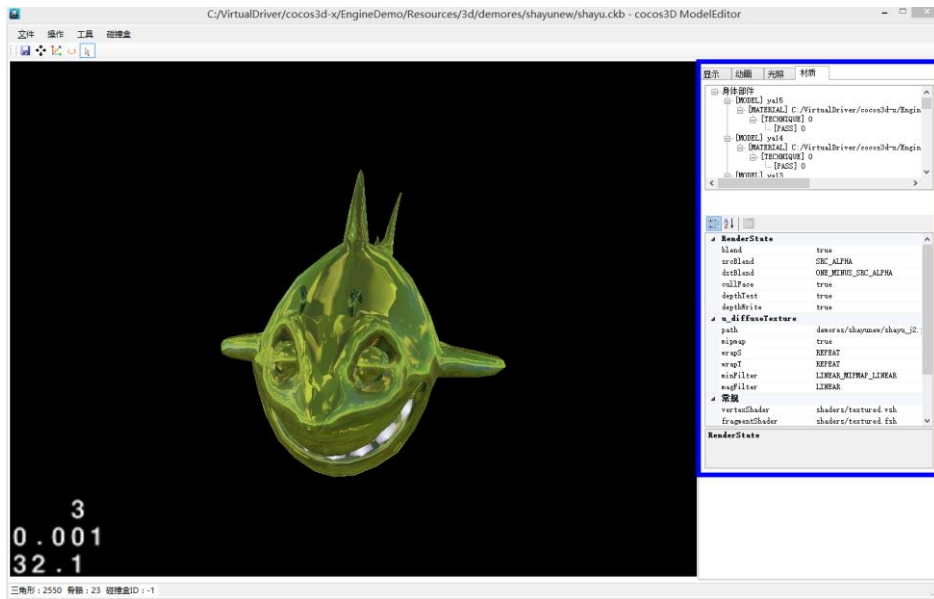 C:/VirtualDriver/cocos3d-x/EngineDemo/Resources/3d/demores/shayunew/shayu.ckb - cocos3D ModelEditor
文件 操作 工具 碰撞盒
显示 动画 光照 材质
身体部件
[MODEL] ya15
[MATERIAL] C:/VirtualDriver/cocos3d-x/Engin
[TECHNIQUE] 0
[PASS] 0
[MODEL] ya14
[MATERIAL] C:/VirtualDriver/cocos3d-x/Engin
[TECHNIQUE] 0
[PASS] 0
[MODEL] ya13
RenderState
blend true
srcBlend SRC_ALPHA
dstBlend ONE_MINUS_SRC_ALPHA
cullFace true
depthTest true
depthWrite true
u_diffuseTexture
path demores/shayunew/shayu_j2.
mipmap true
wrapS REPEAT
wrapT REPEAT
minFilter LINEAR_MIPMAP_LINEAR
magFilter LINEAR
常规
vertexShader shaders/textured.vsh
fragmentShader shaders/textured.fsh
RenderState
3
0.001
32.1
三角形：2550 骨骼：23 碰撞盒ID：-1